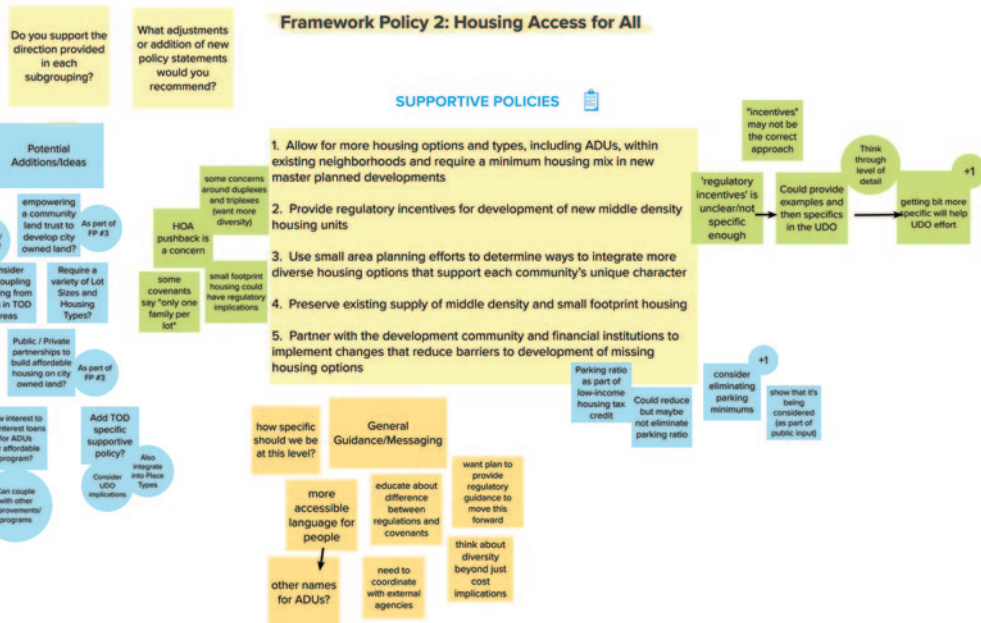 Framework Policy 2: Housing Access for All
Do you support the
direction provided
in each
subgrouping?
What adjustments
or addition of new
policy statements
would you
recommend?
SUPPORTIVE POLICIES
1. Allow for more housing options and types, including ADUs, within
existing neighborhoods and require a minimum housing mix in new
master planned developments
2. Provide regulatory incentives for development of new middle density
housing units
3. Use small area planning efforts to determine ways to integrate more
diverse housing options that support each community's unique character
4. Preserve existing supply of middle density and small footprint housing
5. Partner with the development community and financial institutions to
implement changes that reduce barriers to development of missing
housing options
Potential
Additions/Ideas
empowering
a community
land trust to
develop city
owned land?
As part of
FP #3
in TOD
Require a
variety of Lot
Sizes and
Housing
Types?
Public / Private
partnerships to
build affordable
housing on city
owned land?
As part of
FP #3
interest to
loans
for ADUs
affordable
program?
can couple
with other
programs
Add TOD
specific
supportive
policy?
Consider
UDO
implications
Also
integrate
into Place
Types
some concerns
around duplexes
and triplexes
(want more
diversity)
HOA
pushback is
a concern
some
covenants
say "only one
family per
lot"
small footprint
housing could
have regulatory
implications
"incentives"
may not be
the correct
approach
'regulatory
incentives' is
unclear/not
specific
enough
Could provide
examples and
then specifics
in the UDO
Think
through
level of
detail
+1
getting bit more
specific will help
UDO effort
Parking ratio
as part of
low-income
housing tax
credit
Could reduce
but maybe
not eliminate
parking ratio
+1
consider
eliminating
parking
minimums
show that it's
being
considered
(as part of
public input)
how specific
should we be
at this level?
General
Guidance/Messaging
more
accessible
language for
people
other names
for ADUs?
educate about
difference
between
regulations and
covenants
need to
coordinate
with external
agencies
want plan to
provide
regulatory
guidance to
move this
forward
think about
diversity
beyond just
cost
implications